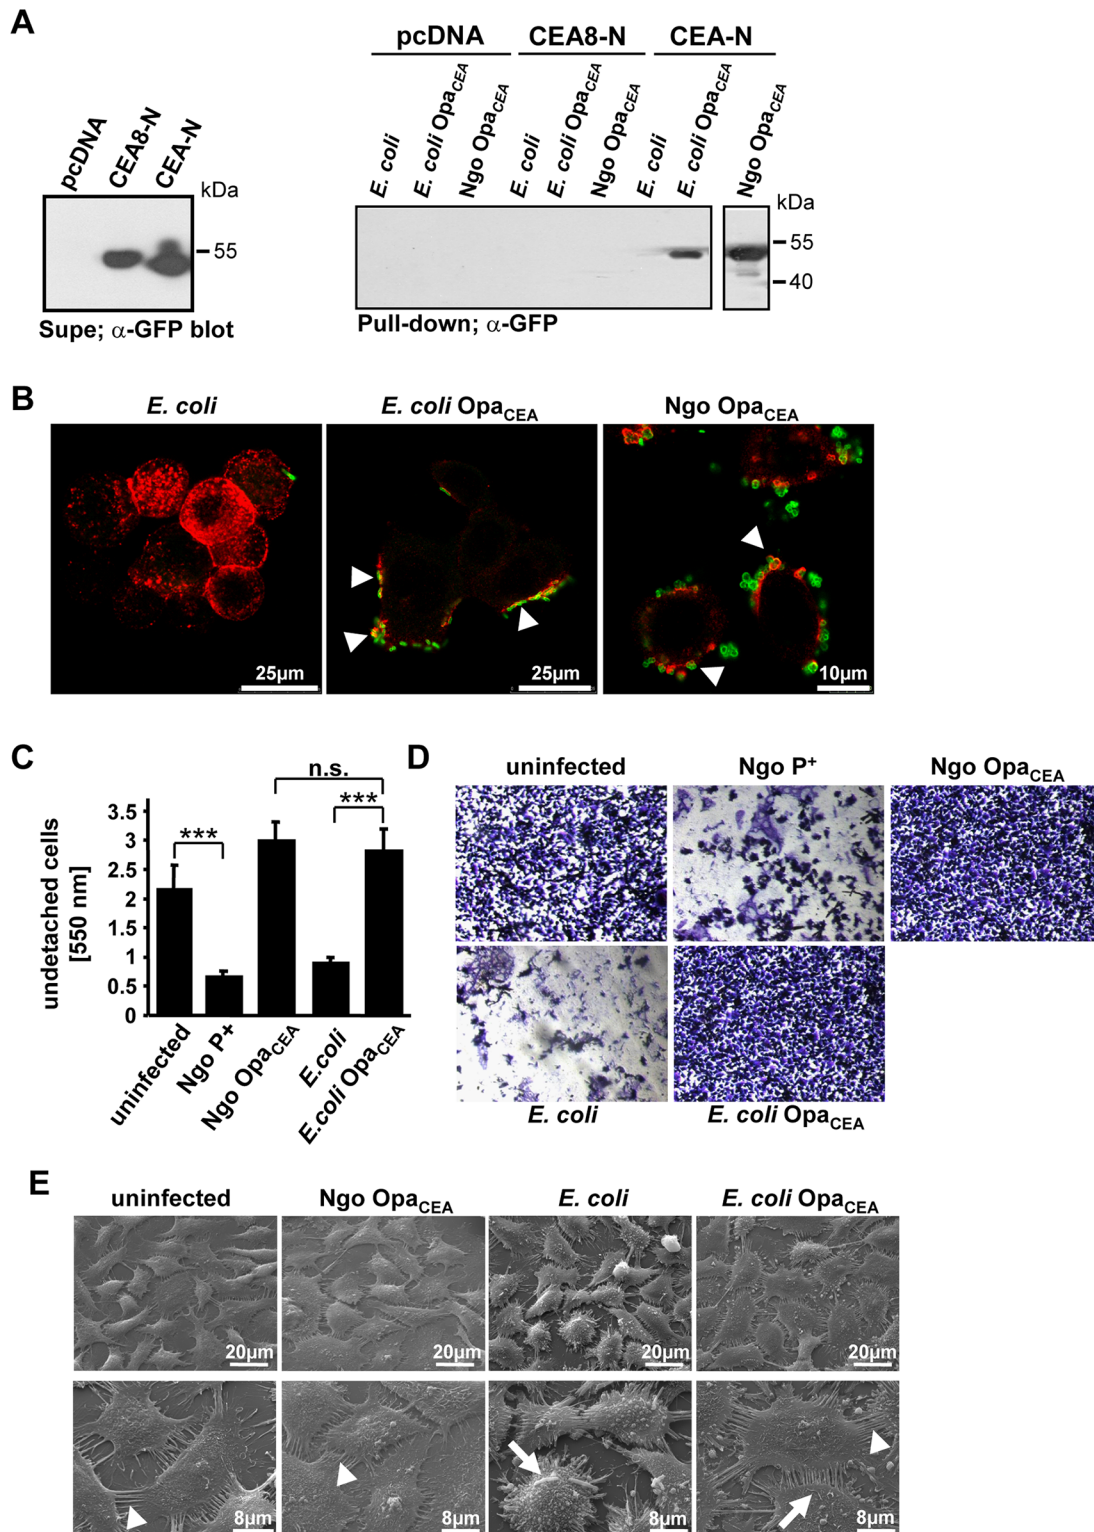 A
pcDNA
CEA8-N
CEA-N
kDa
55
Supe; α-GFP blot
pcDNA CEA8-N CEA-N
E. coli
E. coli OpaCEA
Ngo OpaCEA
E. coli
E. coli OpaCEA
Ngo OpaCEA
E. coli
E. coli OpaCEA
Ngo OpaCEA
kDa
55
40
Pull-down; α-GFP
B
E. coli E. coli OpaCEA Ngo OpaCEA
25µm 25µm 10µm
C
n.s.
***
***
undetached cells
[550 nm]
3.5
3
2.5
2
1.5
1
0.5
0
uninfected
Ngo P+
Ngo OpaCEA
E.coli
E.coli OpaCEA
D
uninfected Ngo P+ Ngo OpaCEA
E. coli E. coli OpaCEA
E
uninfected Ngo OpaCEA E. coli E. coli OpaCEA
20µm 20µm 20µm 20µm
8µm 8µm 8µm 8µm